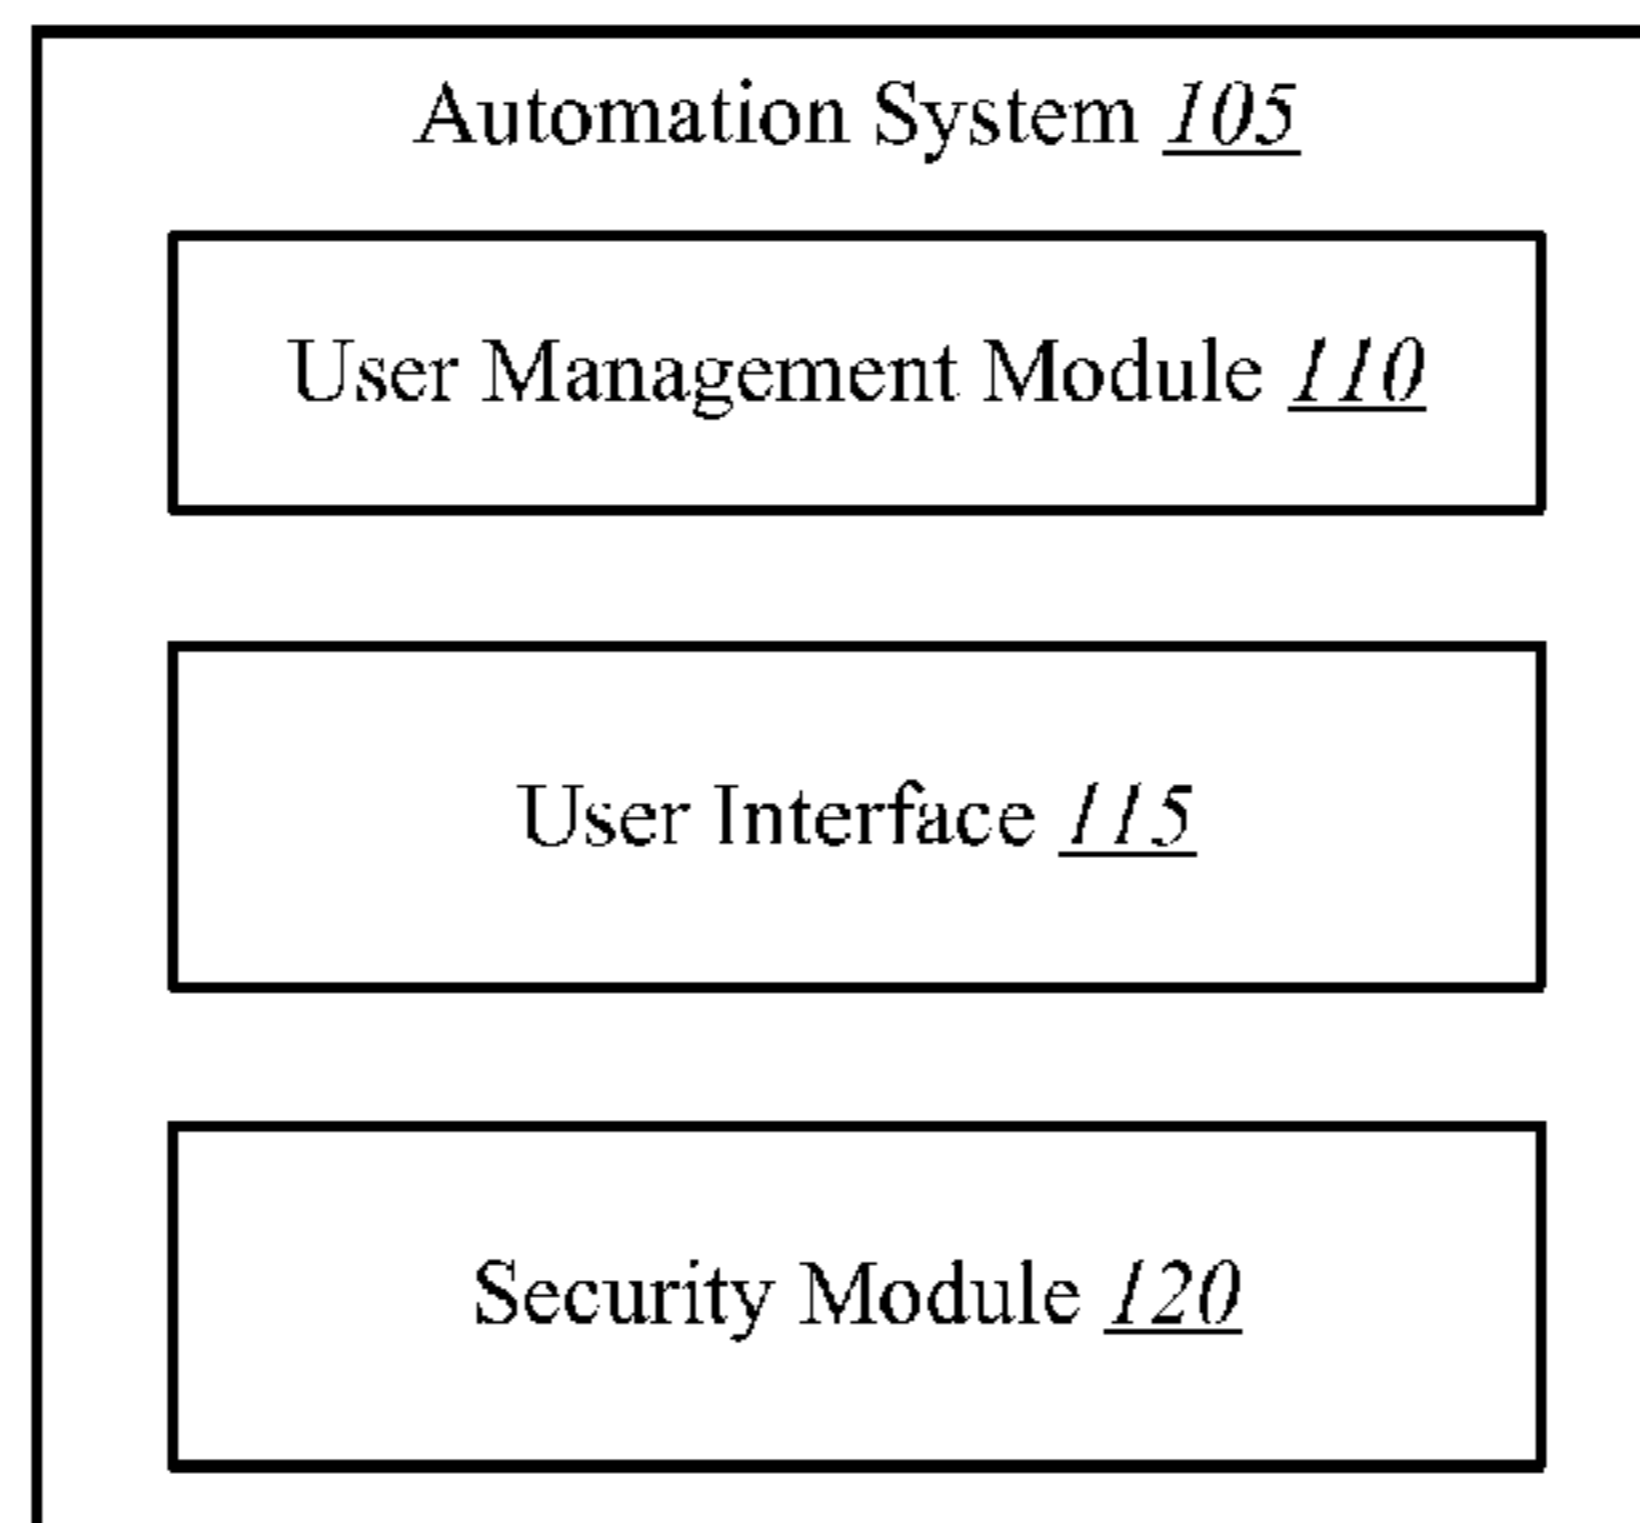 Automation System 105
User Management Module 110
User Interface 115
Security Module 120